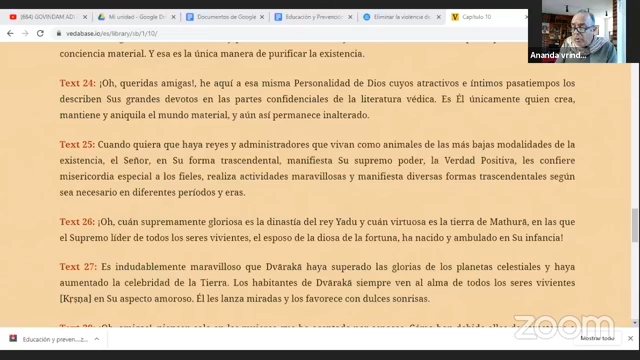 (664) GOVINDAM ADI
Mi unidad - Google D
Documentos de Googl
Educación y Prevenció
Eliminar la violencia d
Capítulo 10
vedabase.io/es/library/sb/1/10/
Ananda vrind...
conciencia material. Y esa es la única manera de purificar la existencia.
Text 24: ¡Oh, queridas amigas!, he aquí a esa misma Personalidad de Dios cuyos atractivos e íntimos pasatiempos los
describen Sus grandes devotos en las partes confidenciales de la literatura védica. Es Él únicamente quien crea,
mantiene y aniquila el mundo material, y aún así permanece inalterado.
Text 25: Cuando quiera que haya reyes y administradores que vivan como animales de las más bajas modalidades de la
existencia, el Señor, en Su forma trascendental, manifiesta Su supremo poder, la Verdad Positiva, les confiere
misericordia especial a los fieles, realiza actividades maravillosas y manifiesta diversas formas trascendentales según
sea necesario en diferentes períodos y eras.
Text 26: ¡Oh, cuán supremamente gloriosa es la dinastía del rey Yadu y cuán virtuosa es la tierra de Mathurā, en las que
el Supremo líder de todos los seres vivientes, el esposo de la diosa de la fortuna, ha nacido y ambulado en Su infancia!
Text 27: Es indudablemente maravilloso que Dvārakā haya superado las glorias de los planetas celestiales y haya
aumentado la celebridad de la Tierra. Los habitantes de Dvārakā siempre ven al alma de todos los seres vivientes
[Kṛṣṇa] en Su aspecto amoroso. Él les lanza miradas y los favorece con dulces sonrisas.
Educación y preven....z
Mostrar todo
zoom